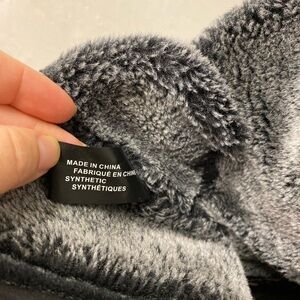 MADE IN CHINA
FABRIQUÉ EN CHINE
SYNTHETIC
SYNTHÉTIQUES